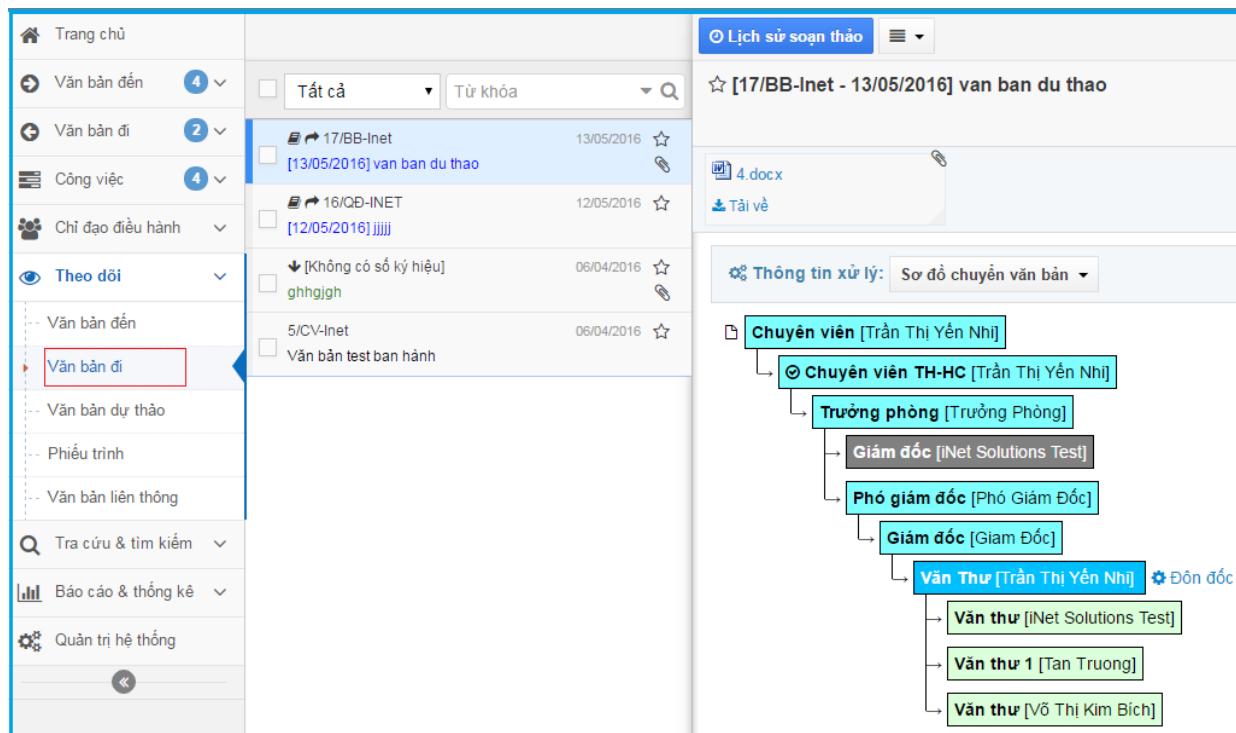 Trang chủ
Văn bản đến 4
Văn bản đi 2
Công việc 4
Chỉ đạo điều hành
Theo dõi
Văn bản đến
Văn bản đi
Văn bản dự thảo
Phiếu trình
Văn bản liên thông
Tra cứu & tìm kiếm
Báo cáo & thống kê
Quản trị hệ thống
Tất cả
Từ khóa
17/BB-Inet 13/05/2016
[13/05/2016] van ban du thao
16/QĐ-INET 12/05/2016
[12/05/2016] jjjjj
[Không có số ký hiệu] 06/04/2016
ghhgjgh
5/CV-Inet 06/04/2016
Văn bản test ban hành
Lịch sử soạn thảo
[17/BB-Inet - 13/05/2016] van ban du thao
4.docx
Tải về
Thông tin xử lý: Sơ đồ chuyển văn bản
Chuyên viên [Trần Thị Yến Nhi]
Chuyên viên TH-HC [Trần Thị Yến Nhi]
Trưởng phòng [Trưởng Phòng]
Giám đốc [iNet Solutions Test]
Phó giám đốc [Phó Giám Đốc]
Giám đốc [Giam Đốc]
Văn Thư [Trần Thị Yến Nhi] Đôn đốc
Văn thư [iNet Solutions Test]
Văn thư 1 [Tan Truong]
Văn thư [Võ Thị Kim Bích]